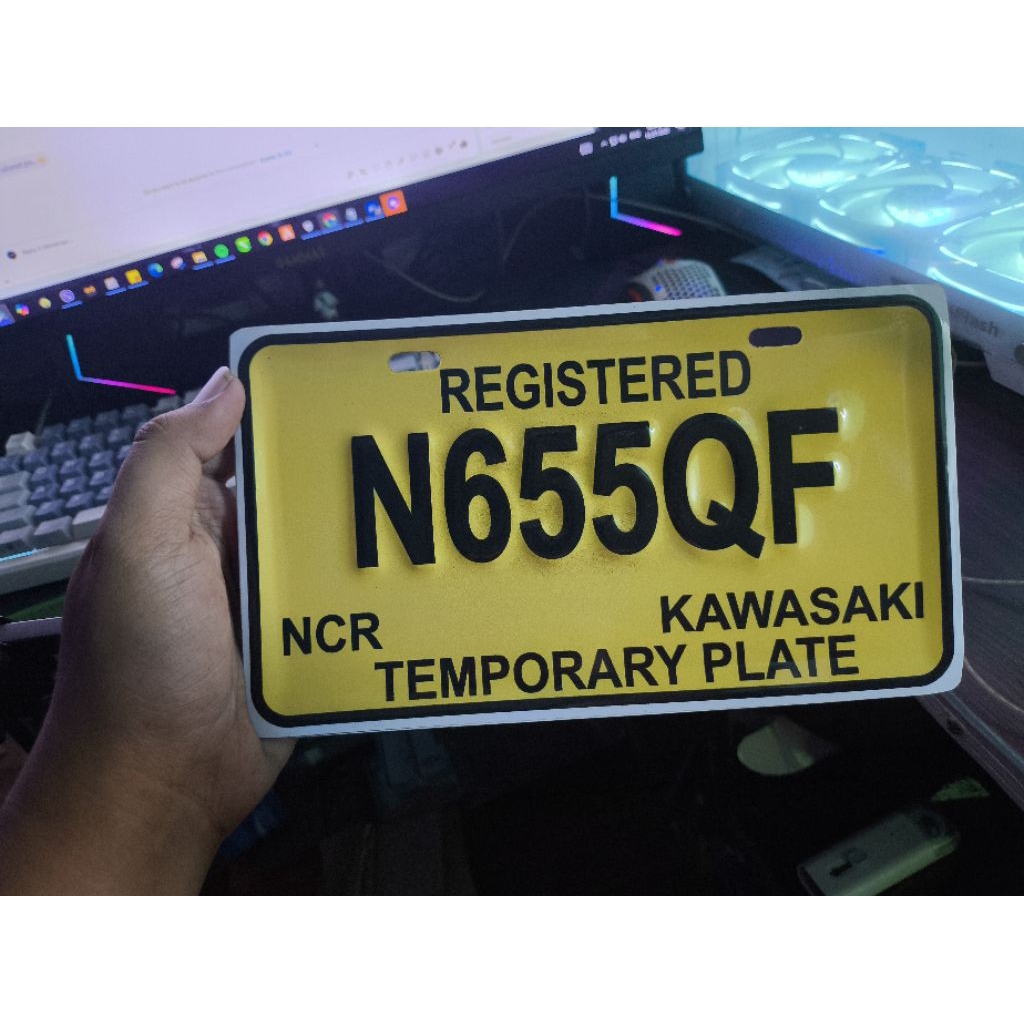 REGISTERED
N655QF
NCR
KAWASAKI
TEMPORARY PLATE